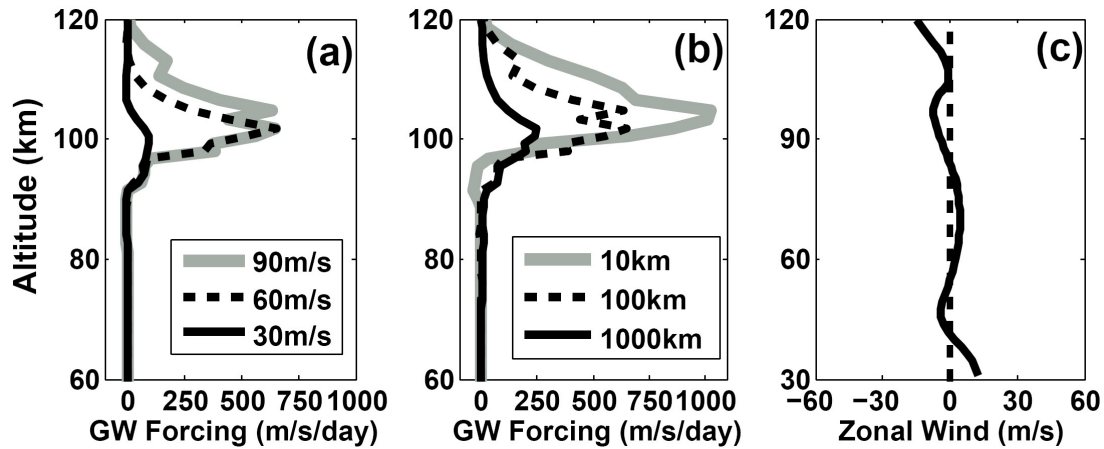 120
100
80
60
Altitude (km)
(a)
90m/s
60m/s
30m/s
0 250 500 750 1000
GW Forcing (m/s/day)
120
100
80
60
(b)
10km
100km
1000km
0 250 500 750 1000
GW Forcing (m/s/day)
120
90
60
30
(c)
−60 −30 0 30 60
Zonal Wind (m/s)